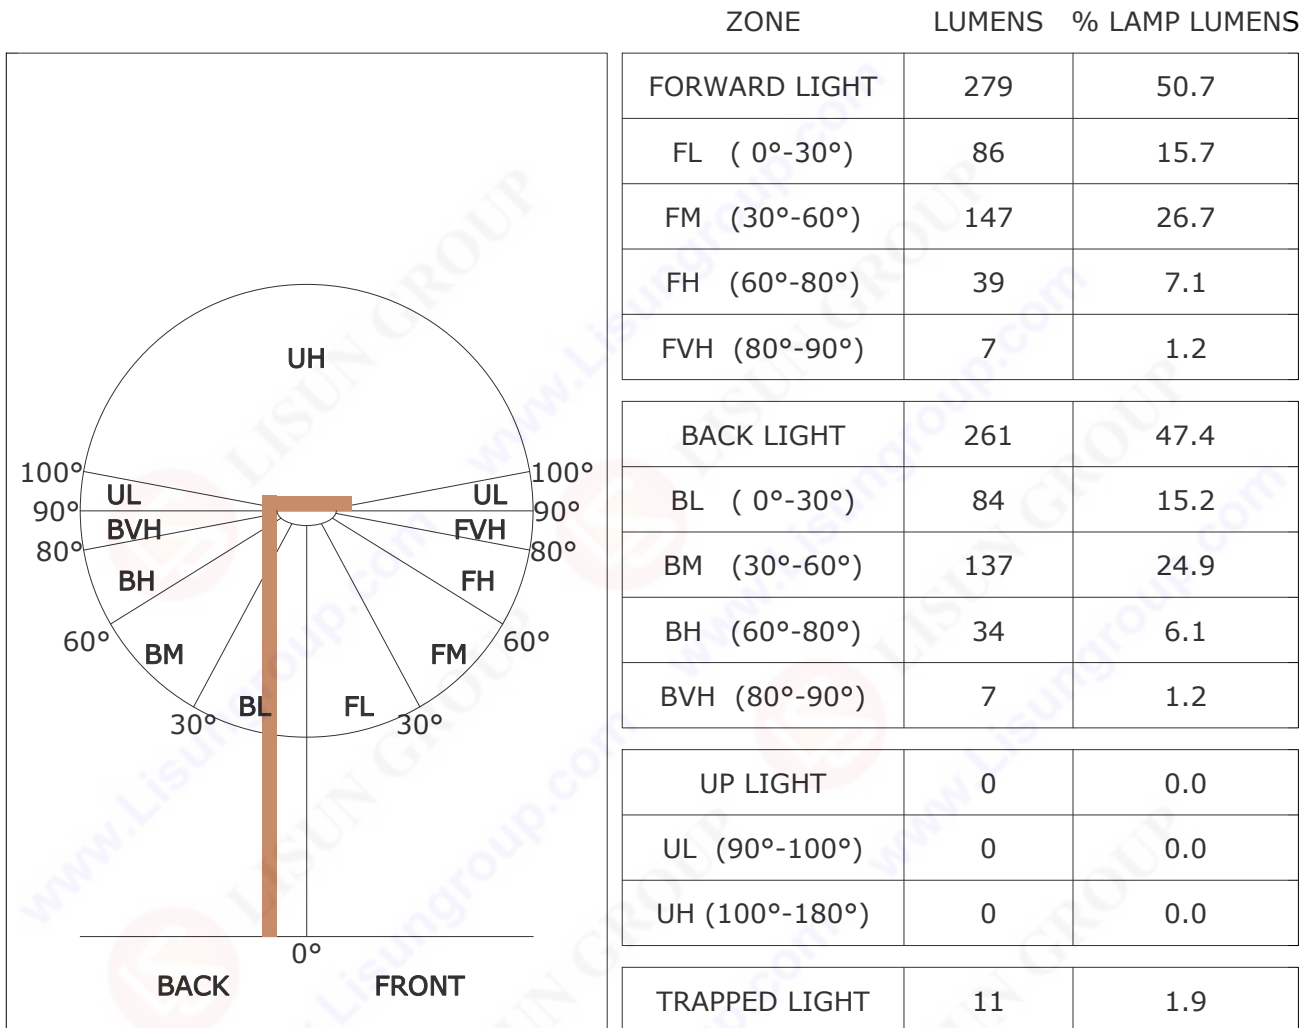 ZONE LUMENS % LAMP LUMENS
FORWARD LIGHT 279 50.7
FL ( 0°-30°) 86 15.7
FM (30°-60°) 147 26.7
FH (60°-80°) 39 7.1
FVH (80°-90°) 7 1.2
BACK LIGHT 261 47.4
BL ( 0°-30°) 84 15.2
BM (30°-60°) 137 24.9
BH (60°-80°) 34 6.1
BVH (80°-90°) 7 1.2
UP LIGHT 0 0.0
UL (90°-100°) 0 0.0
UH (100°-180°) 0 0.0
TRAPPED LIGHT 11 1.9
UH
100° 100°
UL UL
90° 90°
BVH FVH
80° 80°
BH FH
60° 60°
BM FM
BL FL
30° 30°
0°
BACK FRONT
LISUN GROUP
www.Lisungroup.com